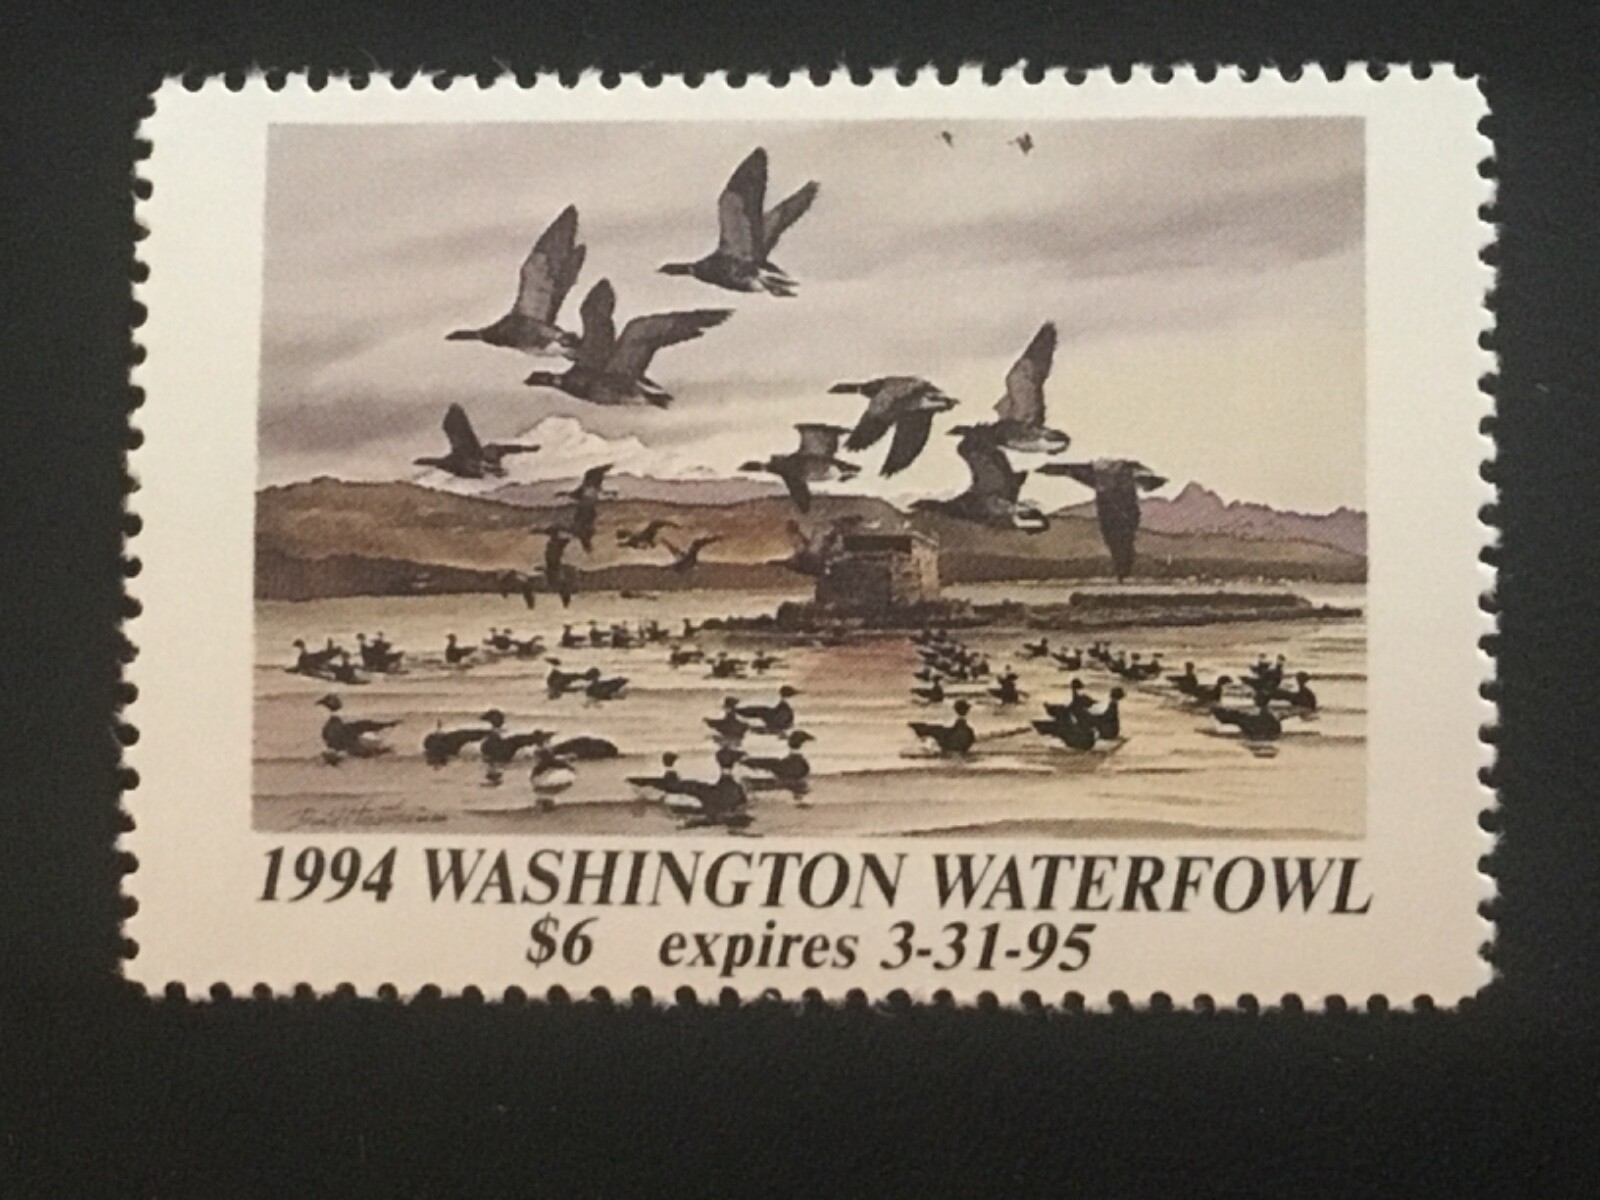 1994 WASHINGTON WATERFOWL
$6 expires 3-31-95